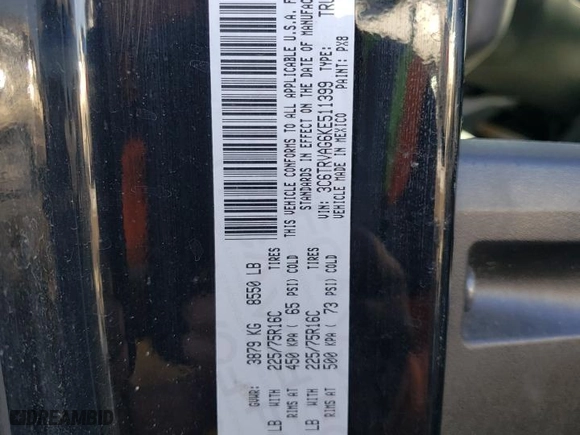 THIS VEHICLE CONFORMS TO ALL APPLICABLE U.S.A. F
STANDARDS IN EFFECT ON THE DATE OF MANUFAC
VIN: 3C6TRVAG6KE511399 TYPE: TRU
VEHICLE MADE IN MEXICO PAINT: PX8
GVWR: 3879 KG 8550 LB
LB WITH 225/75R16C TIRES
RIMS AT 450 KPA ( 65 PSI) COLD
LB WITH 225/75R16C TIRES
RIMS AT 500 KPA ( 73 PSI) COLD
DREAMBID